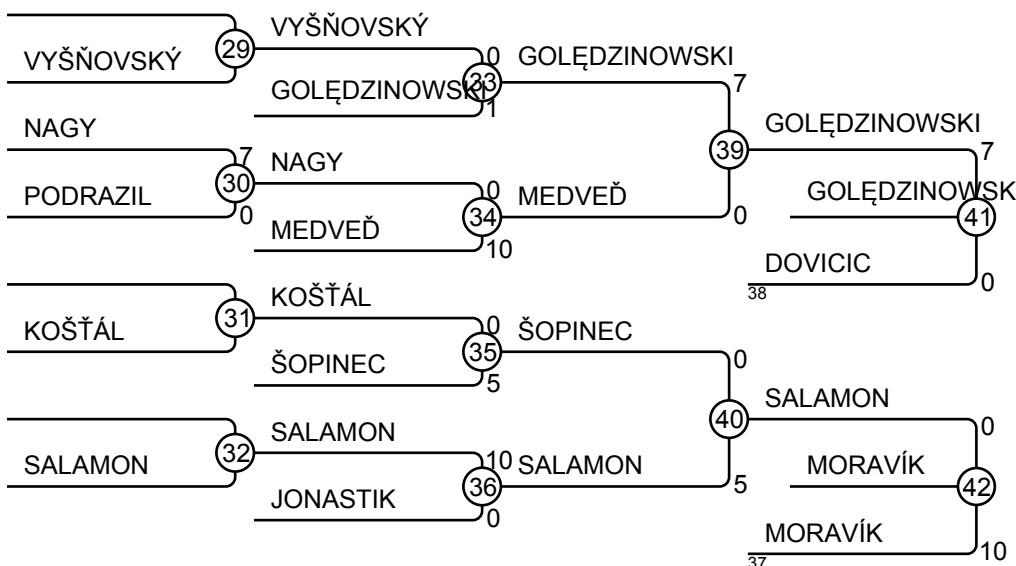 VYŠŇOVSKÝ
29
VYŠŇOVSKÝ
0
GOLĘDZINOWSKI
33
1
GOLĘDZINOWSKI
7
NAGY
7
30
PODRAZIL
0
NAGY
0
34
MEDVEĎ
10
MEDVEĎ
0
39
GOLĘDZINOWSKI
7
GOLĘDZINOWSK
41
DOVICIC
38
0
31
KOŠŤÁL
KOŠŤÁL
0
35
ŠOPINEC
5
ŠOPINEC
0
40
32
SALAMON
SALAMON
10
36
JONASTIK
0
SALAMON
5
SALAMON
0
MORAVÍK
42
MORAVÍK
37
10